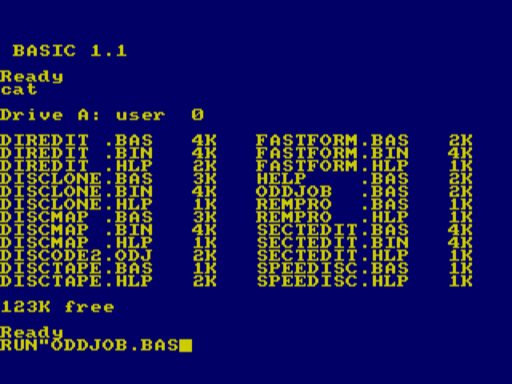 BASIC 1.1
Ready
cat
Drive A: user  0
DIREDIT .BAS   4K   FASTFORM.BAS   2K
DIREDIT .BIN   4K   FASTFORM.BIN   4K
DIREDIT .HLP   2K   FASTFORM.HLP   1K
DISCLONE.BAS   3K   HELP    .BAS   2K
DISCLONE.BIN   4K   ODDJOB  .BAS   2K
DISCLONE.HLP   1K   REMPRO  .BAS   1K
DISCMAP .BAS   3K   REMPRO  .HLP   1K
DISCMAP .BIN   4K   SECTEDIT.BAS   4K
DISCMAP .HLP   1K   SECTEDIT.BIN   4K
DISCODE2.ODJ   2K   SECTEDIT.HLP   1K
DISCTAPE.BAS   1K   SPEEDISC.BAS   1K
DISCTAPE.HLP   2K   SPEEDISC.HLP   1K
123K free
Ready
RUN"ODDJOB.BAS